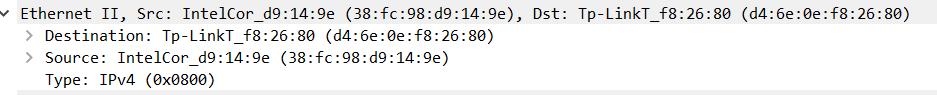 Ethernet II, Src: IntelCor_d9:14:9e (38:fc:98:d9:14:9e), Dst: Tp-LinkT_f8:26:80 (d4:6e:0e:f8:26:80)
Destination: Tp-LinkT_f8:26:80 (d4:6e:0e:f8:26:80)
Source: IntelCor_d9:14:9e (38:fc:98:d9:14:9e)
Type: IPv4 (0x0800)